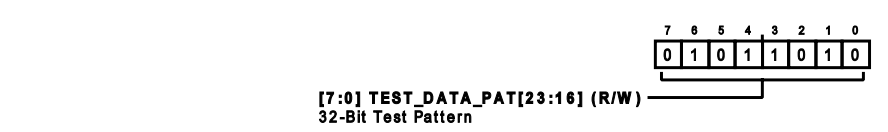 7 6 5 4 3 2 1 0
0 1 0 1 1 0 1 0
[7:0] TEST_DATA_PAT[23:16] (R/W)
32-Bit Test Pattern